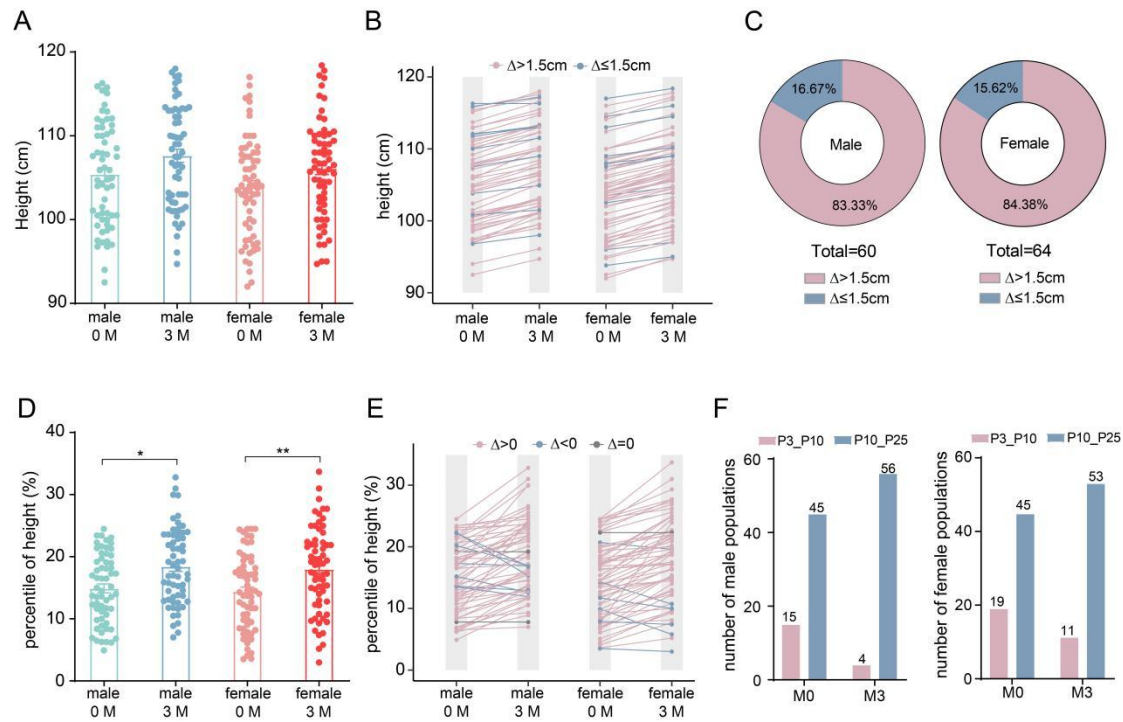 A
Height (cm)
120
110
100
90
male
0 M
male
3 M
female
0 M
female
3 M
B
Δ>1.5cm
Δ≤1.5cm
height (cm)
120
110
100
90
male
0 M
male
3 M
female
0 M
female
3 M
C
16.67%
Male
83.33%
Total=60
Δ>1.5cm
Δ≤1.5cm
15.62%
Female
84.38%
Total=64
Δ>1.5cm
Δ≤1.5cm
D
percentile of height (%)
40
30
20
10
0
*
**
male
0 M
male
3 M
female
0 M
female
3 M
E
Δ>0
Δ<0
Δ=0
percentile of height (%)
30
20
10
0
male
0 M
male
3 M
female
0 M
female
3 M
F
P3_P10
P10_P25
number of male populations
60
40
20
0
15
45
4
56
M0
M3
P3_P10
P10_P25
number of female populations
60
40
20
0
19
45
11
53
M0
M3